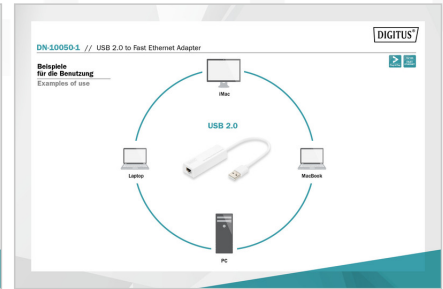 DIGITUS®
DN-10050-1 // USB 2.0 to Fast Ethernet Adapter
Beispiele
für die Benutzung
Examples of use
iMac
USB 2.0
Laptop
MacBook
PC